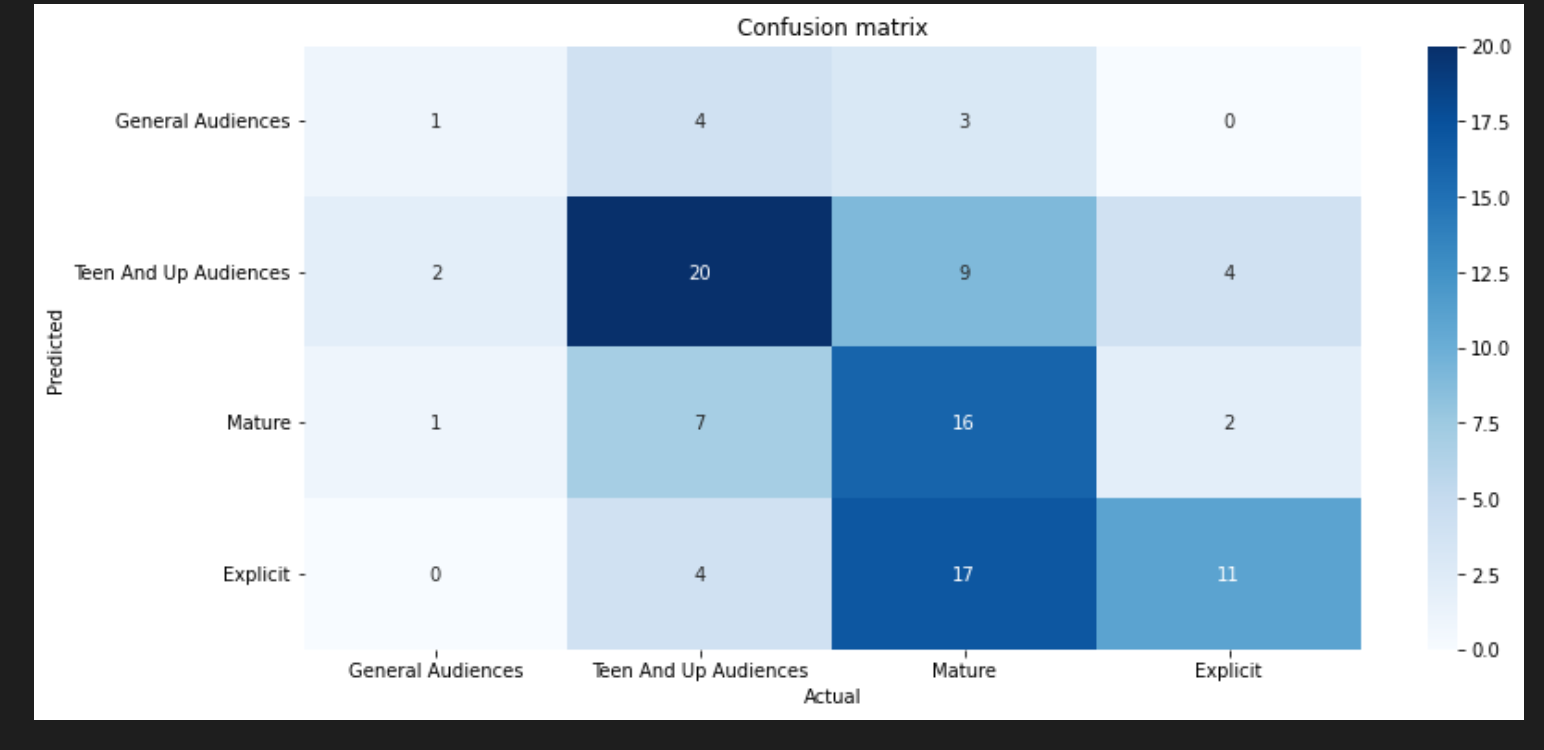 Confusion matrix
General Audiences 1 4 3 0
Teen And Up Audiences 2 20 9 4
Mature 1 7 16 2
Explicit 0 4 17 11
Predicted
General Audiences Teen And Up Audiences Mature Explicit
Actual
20.0
17.5
15.0
12.5
10.0
7.5
5.0
2.5
0.0